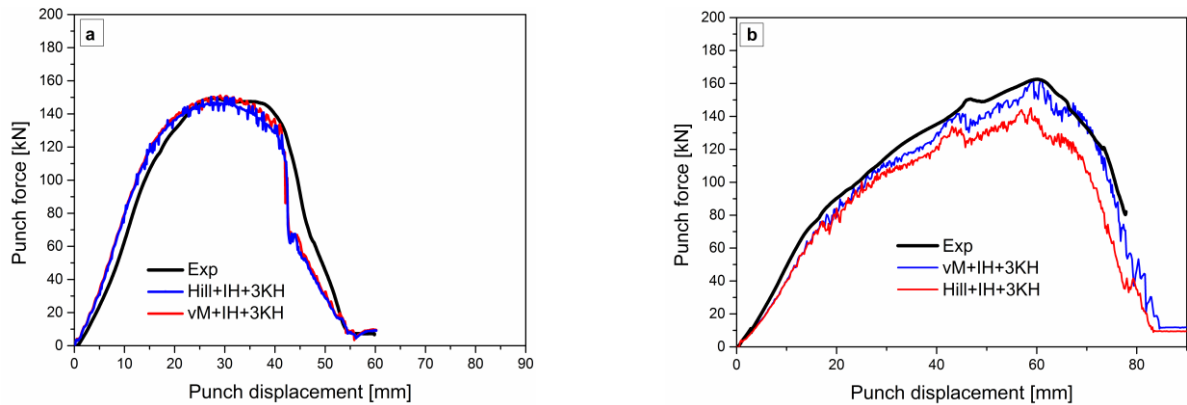 a
200
180
160
140
120
100
80
60
40
20
0
Punch force [kN]
Exp
Hill+IH+3KH
vM+IH+3KH
0 10 20 30 40 50 60 70 80 90
Punch displacement [mm]
b
200
180
160
140
120
100
80
60
40
20
0
Punch force [kN]
Exp
vM+IH+3KH
Hill+IH+3KH
0 20 40 60 80
Punch displacement [mm]